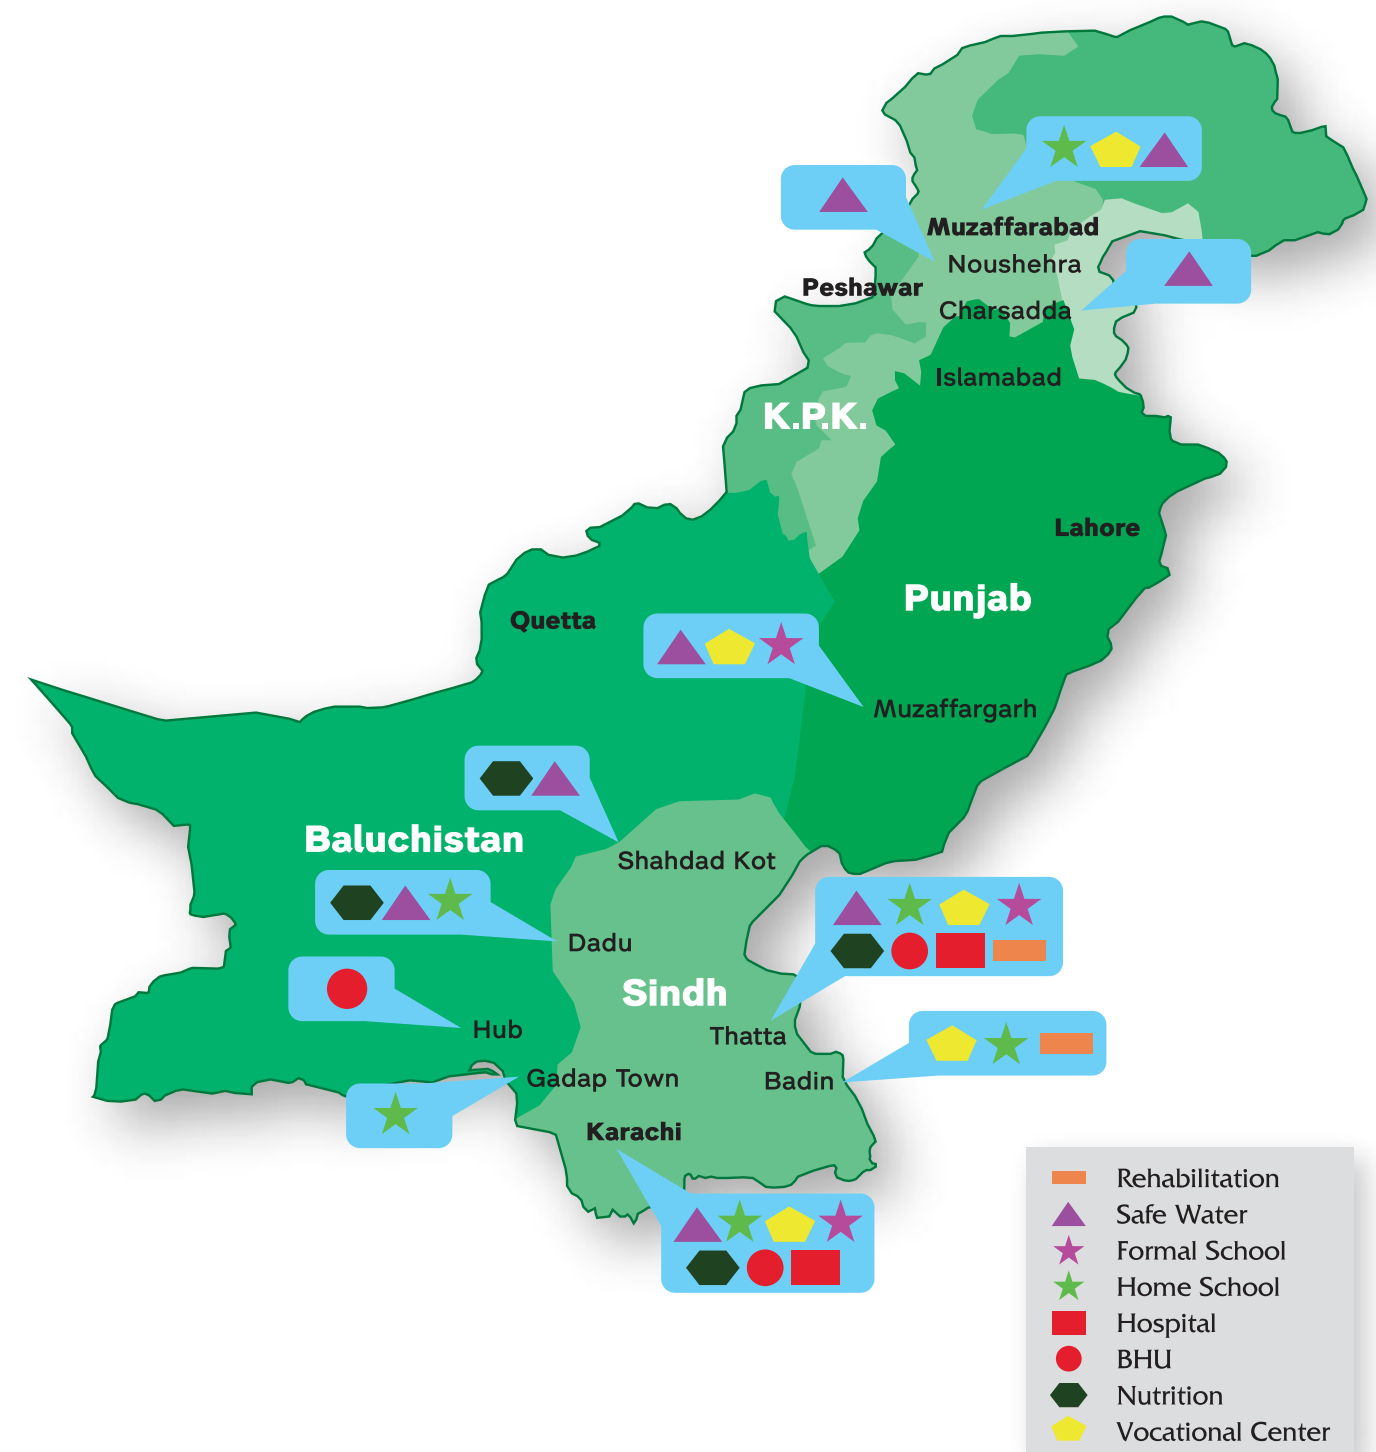 Muzaffarabad
Noushehra
Peshawar
Charsadda
Islamabad
K.P.K.
Lahore
Punjab
Quetta
Muzaffargarh
Baluchistan
Shahdad Kot
Dadu
Sindh
Hub
Thatta
Gadap Town
Badin
Karachi
Rehabilitation
Safe Water
Formal School
Home School
Hospital
BHU
Nutrition
Vocational Center